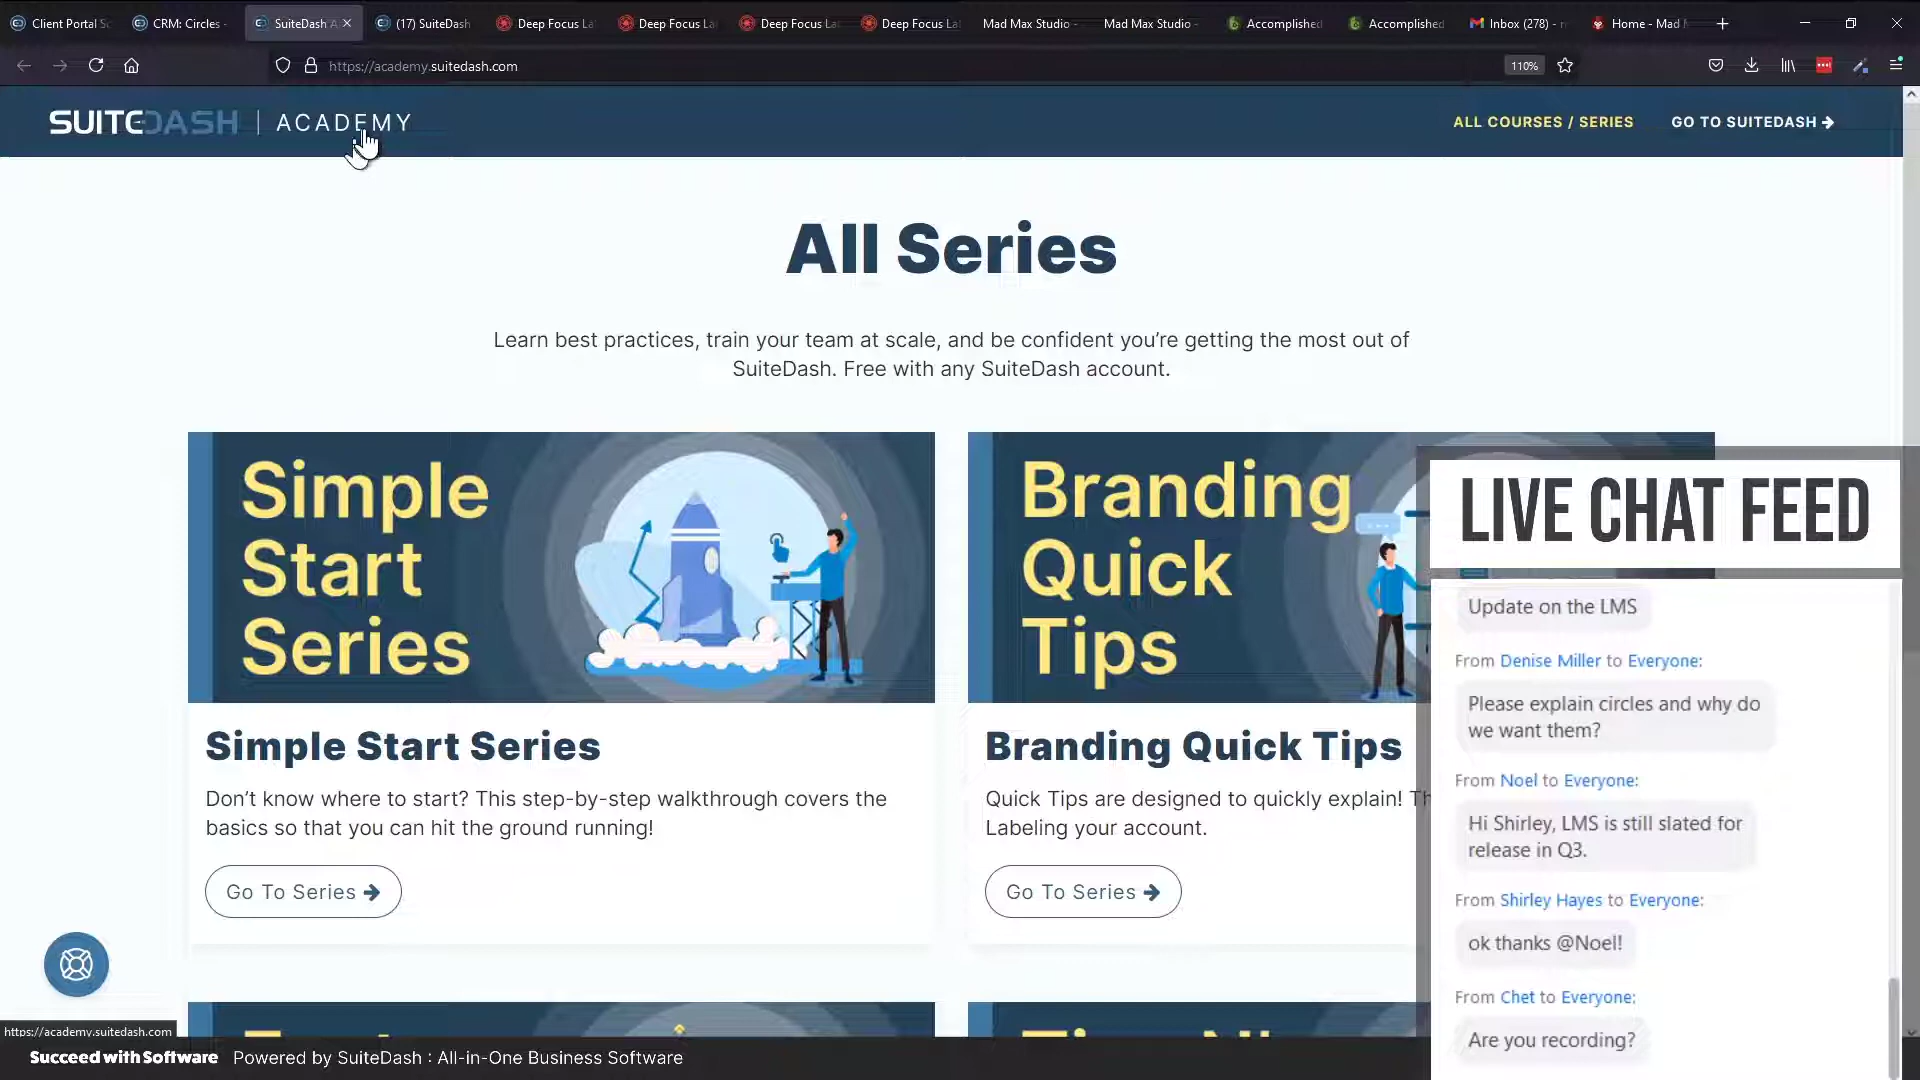 Client Portal So
CRM: Circles -
SuiteDash A
(17) SuiteDash
Deep Focus La
Deep Focus La
Deep Focus La
Deep Focus La
Mad Max Studio -
Mad Max Studio -
Accomplished
Accomplished
Inbox (278) - r
Home - Mad M
https://academy.suitedash.com
110%
SUITEDASH | ACADEMY
ALL COURSES / SERIES
GO TO SUITEDASH
All Series
Learn best practices, train your team at scale, and be confident you're getting the most out of
SuiteDash. Free with any SuiteDash account.
Simple
Start
Series
Simple Start Series
Don't know where to start? This step-by-step walkthrough covers the
basics so that you can hit the ground running!
Go To Series
Branding
Quick
Tips
Branding Quick Tips
Quick Tips are designed to quickly explain! Th
Labeling your account.
Go To Series
LIVE CHAT FEED
Update on the LMS
From Denise Miller to Everyone:
Please explain circles and why do
we want them?
From Noel to Everyone:
Hi Shirley, LMS is still slated for
release in Q3.
From Shirley Hayes to Everyone:
ok thanks @Noel!
From Chet to Everyone:
Are you recording?
https://academy.suitedash.com
Succeed with Software
Powered by SuiteDash : All-in-One Business Software